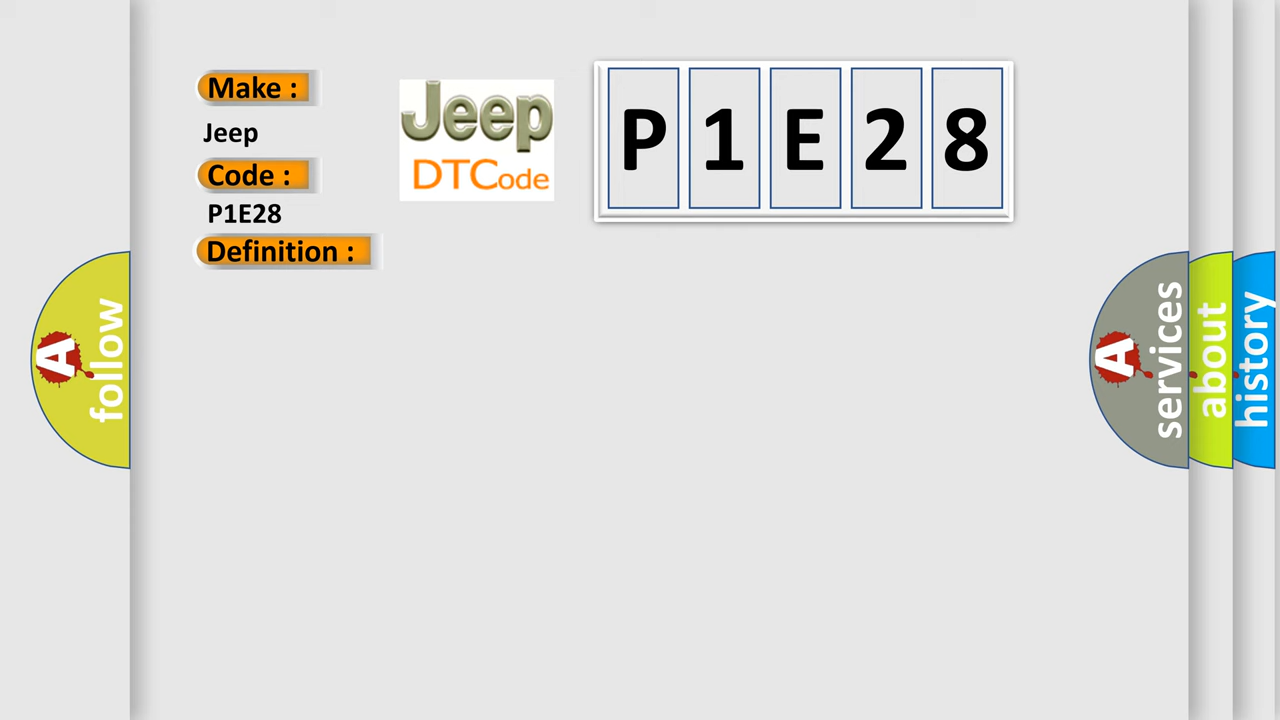 Make :
Jeep
Code :
P1E28
Definition :
Jeep
DTCode
P 1 E 2 8
A follow
A services
about
history